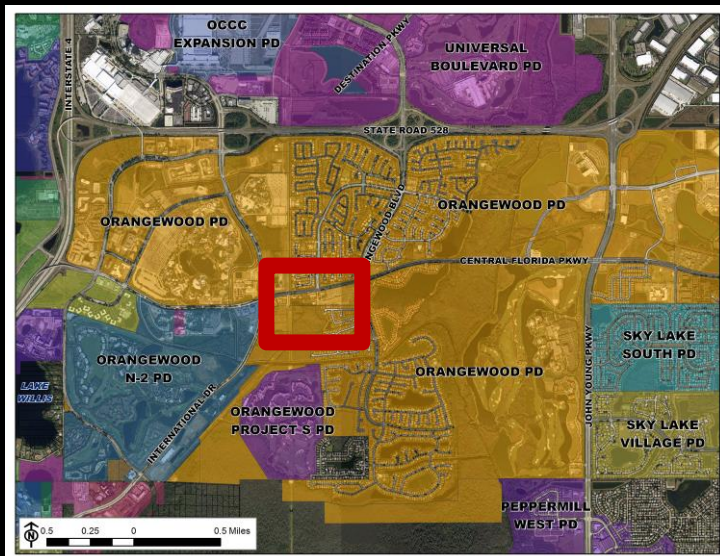 OCCC
EXPANSION PD
INTERSTATE 4
DESTINATION PKWY
UNIVERSAL
BOULEVARD PD
STATE ROAD 528
ORANGEWOOD PD
NGEWOOD BLVD
ORANGEWOOD PD
CENTRAL FLORIDA PKWY
ORANGEWOOD
N-2 PD
INTERNATIONAL DR
LAKE
WILLIS
ORANGEWOOD
PROJECT S PD
ORANGEWOOD PD
JOHN YOUNG PKWY
SKY LAKE
SOUTH PD
SKY LAKE
VILLAGE PD
PEPPERMILL
WEST PD
N
0.5 0.25 0 0.5 Miles